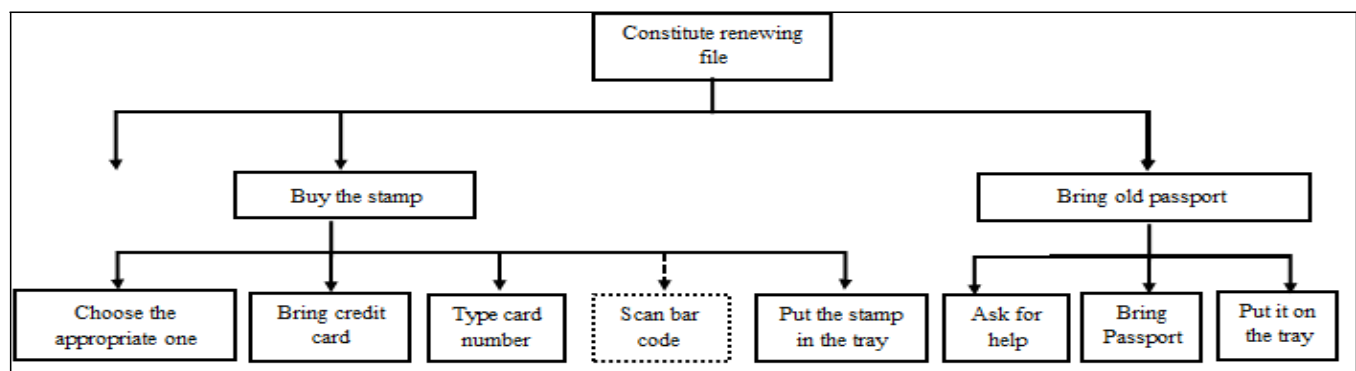 Constitute renewing
file
Buy the stamp
Bring old passport
Choose the
appropriate one
Bring credit
card
Type card
number
Scan bar
code
Put the stamp
in the tray
Ask for
help
Bring
Passport
Put it on
the tray